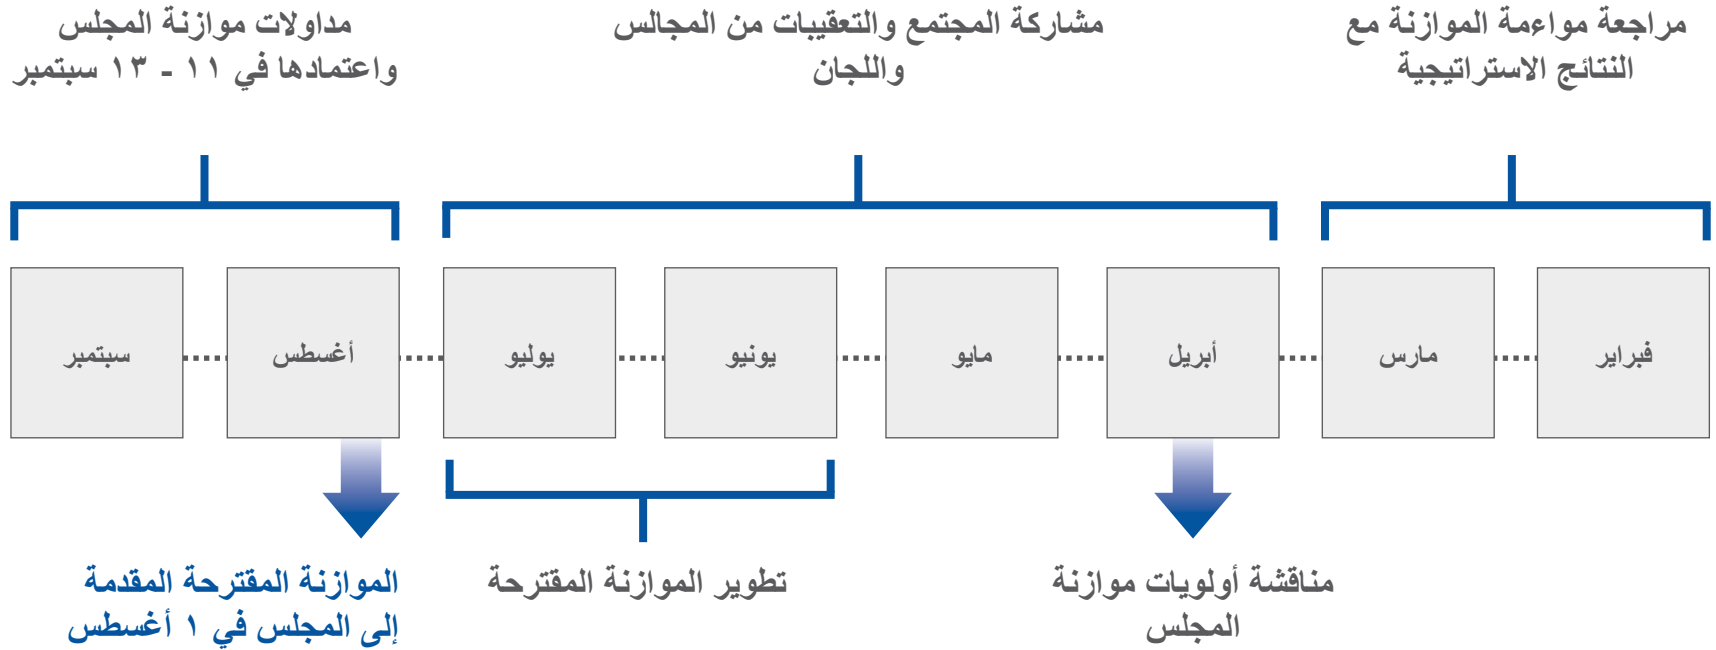 مراجعة مواءمة الموازنة مع
النتائج الاستراتيجية
مشاركة المجتمع والتعقيبات من المجالس
واللجان
مداولات موازنة المجلس
واعتمادها في ١١ - ١٣ سبتمبر
فبراير
مارس
أبريل
مايو
يونيو
يوليو
أغسطس
سبتمبر
مناقشة أولويات موازنة
المجلس
تطوير الموازنة المقترحة
الموازنة المقترحة المقدمة
إلى المجلس في ١ أغسطس